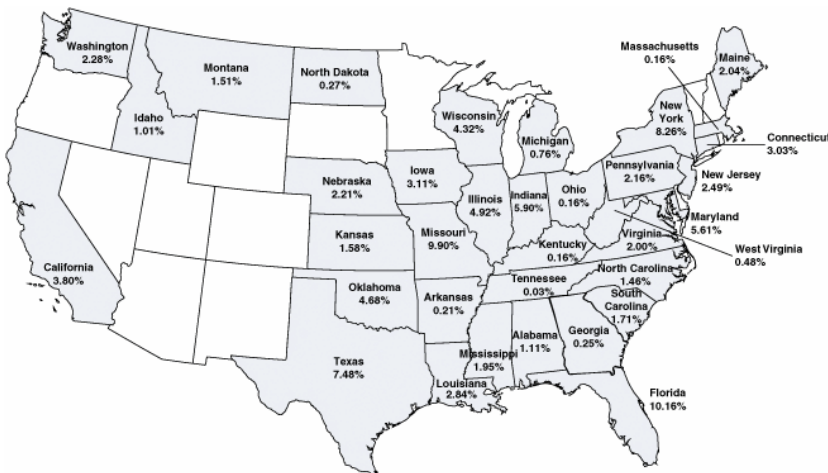 Washington
2.28%
Montana
1.51%
North Dakota
0.27%
Idaho
1.01%
Wisconsin
4.32%
Michigan
0.76%
Massachusetts
0.16%
Maine
2.04%
New
York
8.26%
Connecticut
3.03%
Nebraska
2.21%
Iowa
3.11%
Illinois
4.92%
Indiana
5.90%
Ohio
0.16%
Pennsylvania
2.16%
New Jersey
2.49%
Maryland
5.61%
West Virginia
0.48%
Kansas
1.58%
Missouri
9.90%
Kentucky
0.16%
Virginia
2.00%
California
3.80%
Oklahoma
4.68%
Arkansas
0.21%
Tennessee
0.03%
North Carolina
1.46%
South
Carolina
1.71%
Texas
7.48%
Louisiana
2.84%
Mississippi
1.95%
Alabama
1.11%
Georgia
0.25%
Florida
10.16%